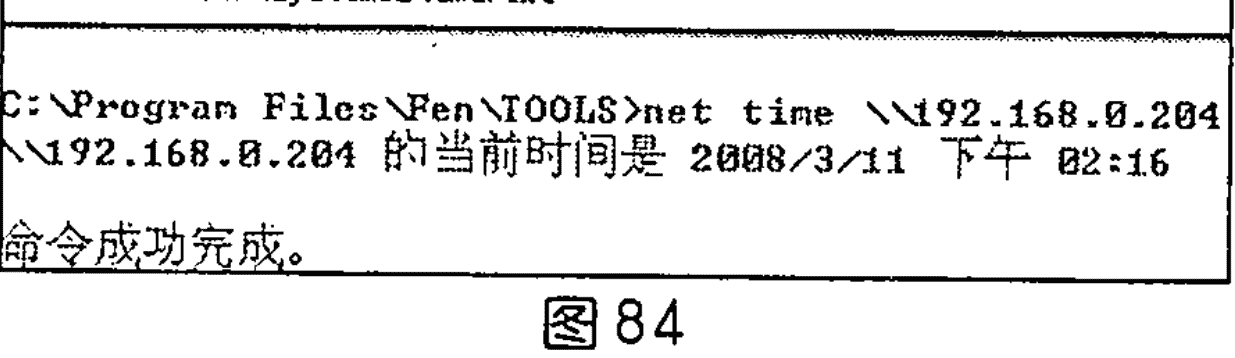 C:\Program Files\Fen\TOOLS>net time \\192.168.0.204
\\192.168.0.204 的当前时间是 2008/3/11 下午 02:16
命令成功完成。
图84